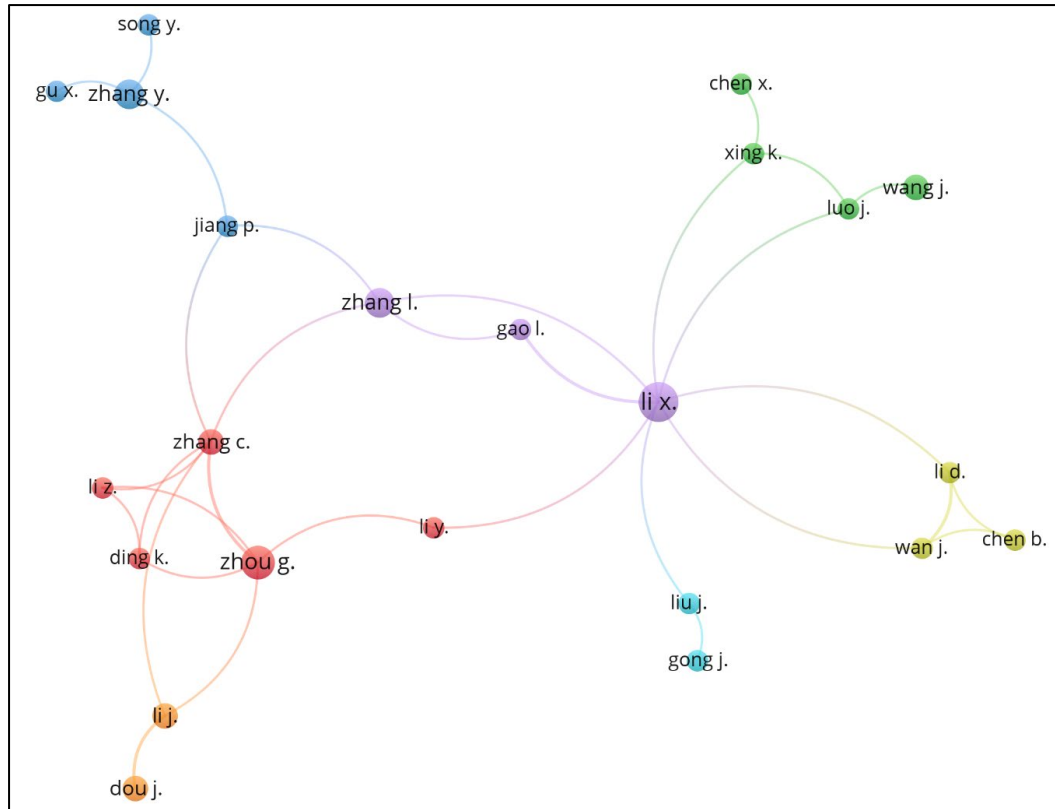 song y.
gu x.
zhang y.
chen x.
xing k.
wang j.
luo j.
jiang p.
zhang l.
gao l.
li x.
zhang c.
li z.
li y.
ding k.
zhou g.
li d.
wan j.
chen b.
liu j.
gong j.
li j.
dou j.